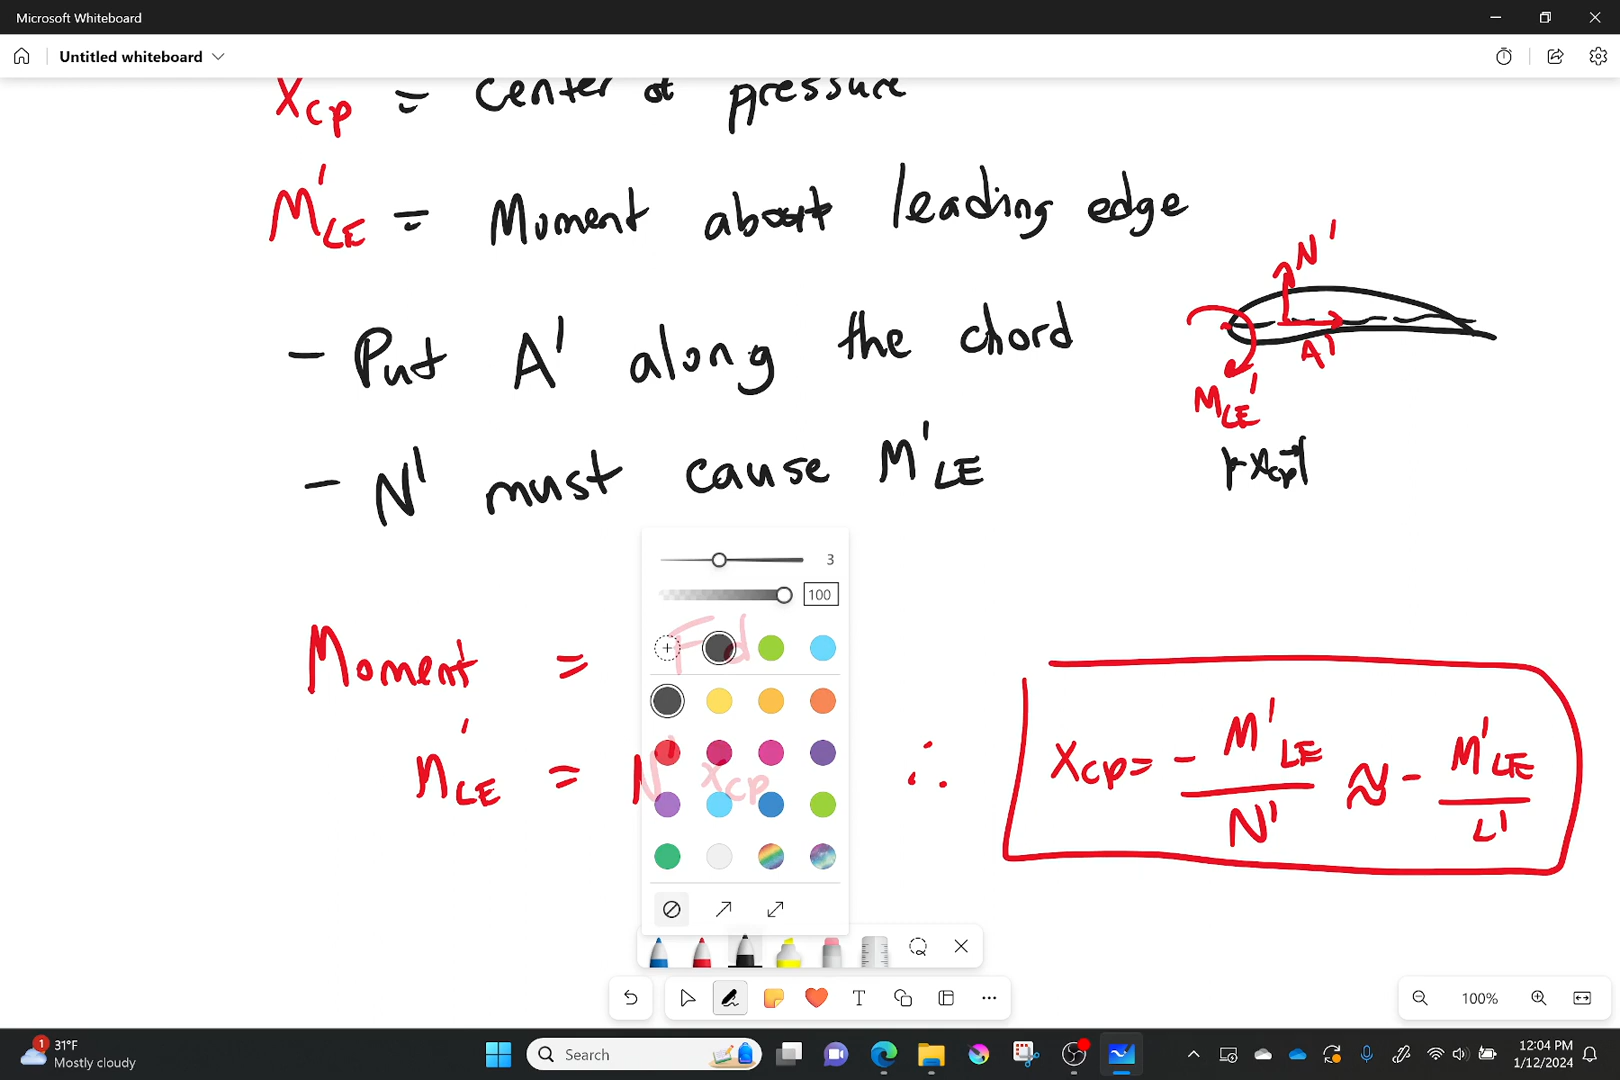 Microsoft Whiteboard
Untitled whiteboard
Xcp = center of pressure
M'LE = Moment about leading edge
N'
A'
MLE'
Xcp
- Put A' along the chord
- N' must cause M'LE
3
100
Moment = Fd
M'LE = N' xcp ∴ xcp = - M'LE / N' ≈ - M'LE / L'
100%
1
31°F
Mostly cloudy
Search
12:04 PM
1/12/2024